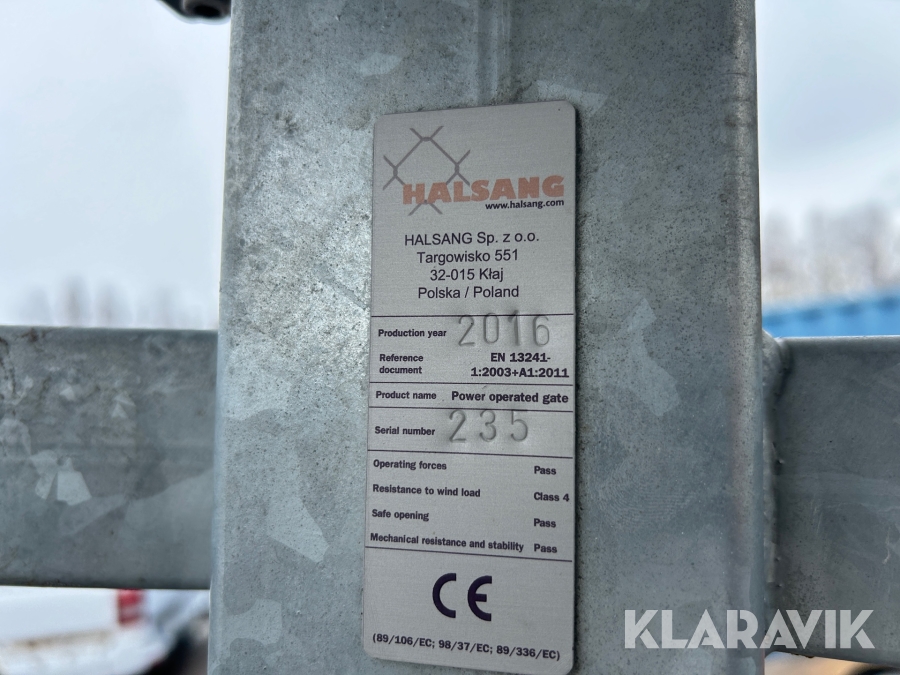 HALSANG
www.halsang.com
HALSANG Sp. z o.o.
Targowisko 551
32-015 Kłaj
Polska / Poland
Production year 2016
Reference document EN 13241-
1:2003+A1:2011
Product name Power operated gate
Serial number 235
Operating forces Pass
Resistance to wind load Class 4
Safe opening Pass
Mechanical resistance and stability Pass
CE
(89/106/EC; 98/37/EC; 89/336/EC)
KLARAVIK